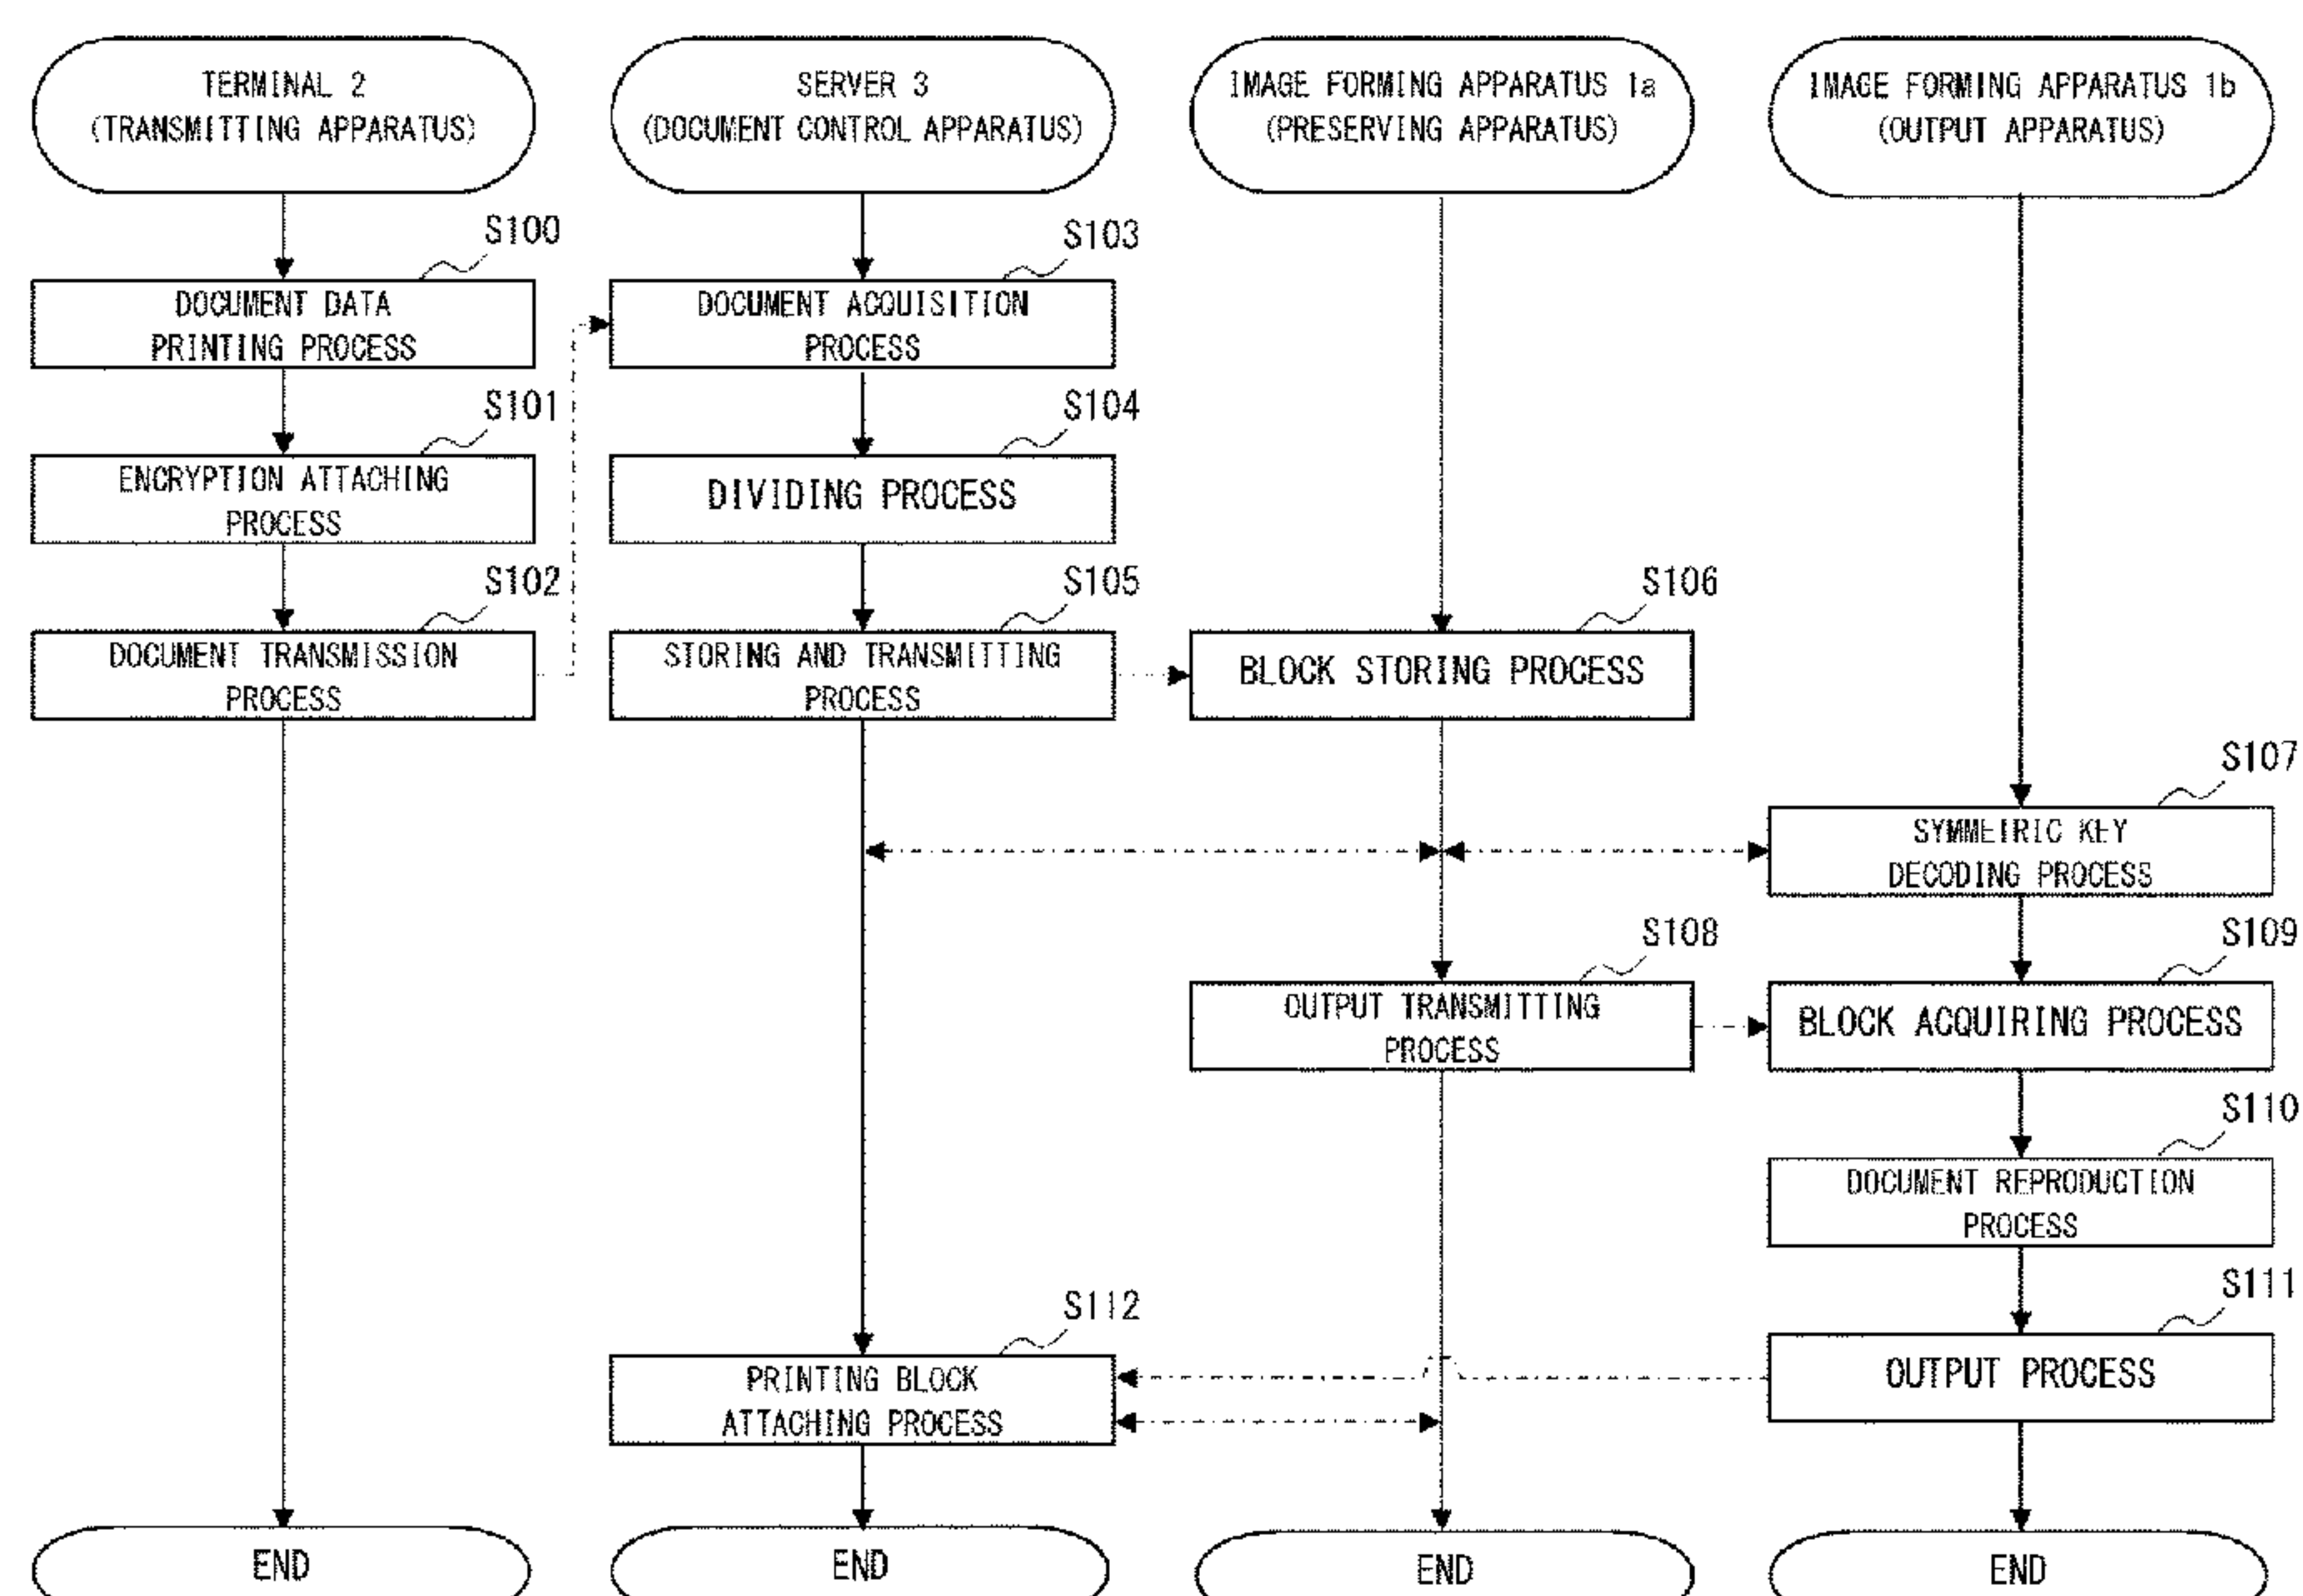 TERMINAL 2
(TRANSMITTING APPARATUS)
SERVER 3
(DOCUMENT CONTROL APPARATUS)
IMAGE FORMING APPARATUS 1a
(PRESERVING APPARATUS)
IMAGE FORMING APPARATUS 1b
(OUTPUT APPARATUS)
S100
DOCUMENT DATA
PRINTING PROCESS
S101
ENCRYPTION ATTACHING
PROCESS
S102
DOCUMENT TRANSMISSION
PROCESS
S103
DOCUMENT ACQUISITION
PROCESS
S104
DIVIDING PROCESS
S105
STORING AND TRANSMITTING
PROCESS
S106
BLOCK STORING PROCESS
S107
SYMMETRIC KEY
DECODING PROCESS
S108
OUTPUT TRANSMITTING
PROCESS
S109
BLOCK ACQUIRING PROCESS
S110
DOCUMENT REPRODUCTION
PROCESS
S111
OUTPUT PROCESS
S112
PRINTING BLOCK
ATTACHING PROCESS
END
END
END
END